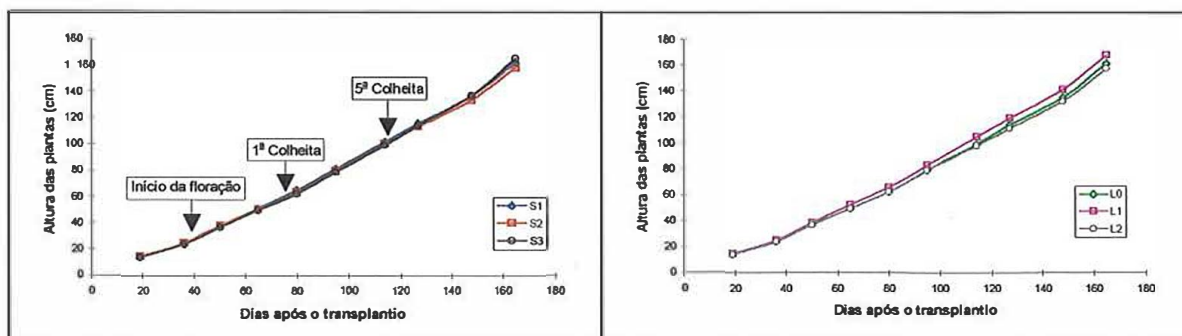 Altura das plantas (cm)
180
1 160
140
120
100
80
60
40
20
0
5ª Colheita
1ª Colheita
Início da floração
S1
S2
S3
0 20 40 60 80 100 120 140 160 180
Dias após o transplantio
Altura das plantas (cm)
180
160
140
120
100
80
60
40
20
0
L0
L1
L2
0 20 40 60 80 100 120 140 160 180
Dias após o transplantio